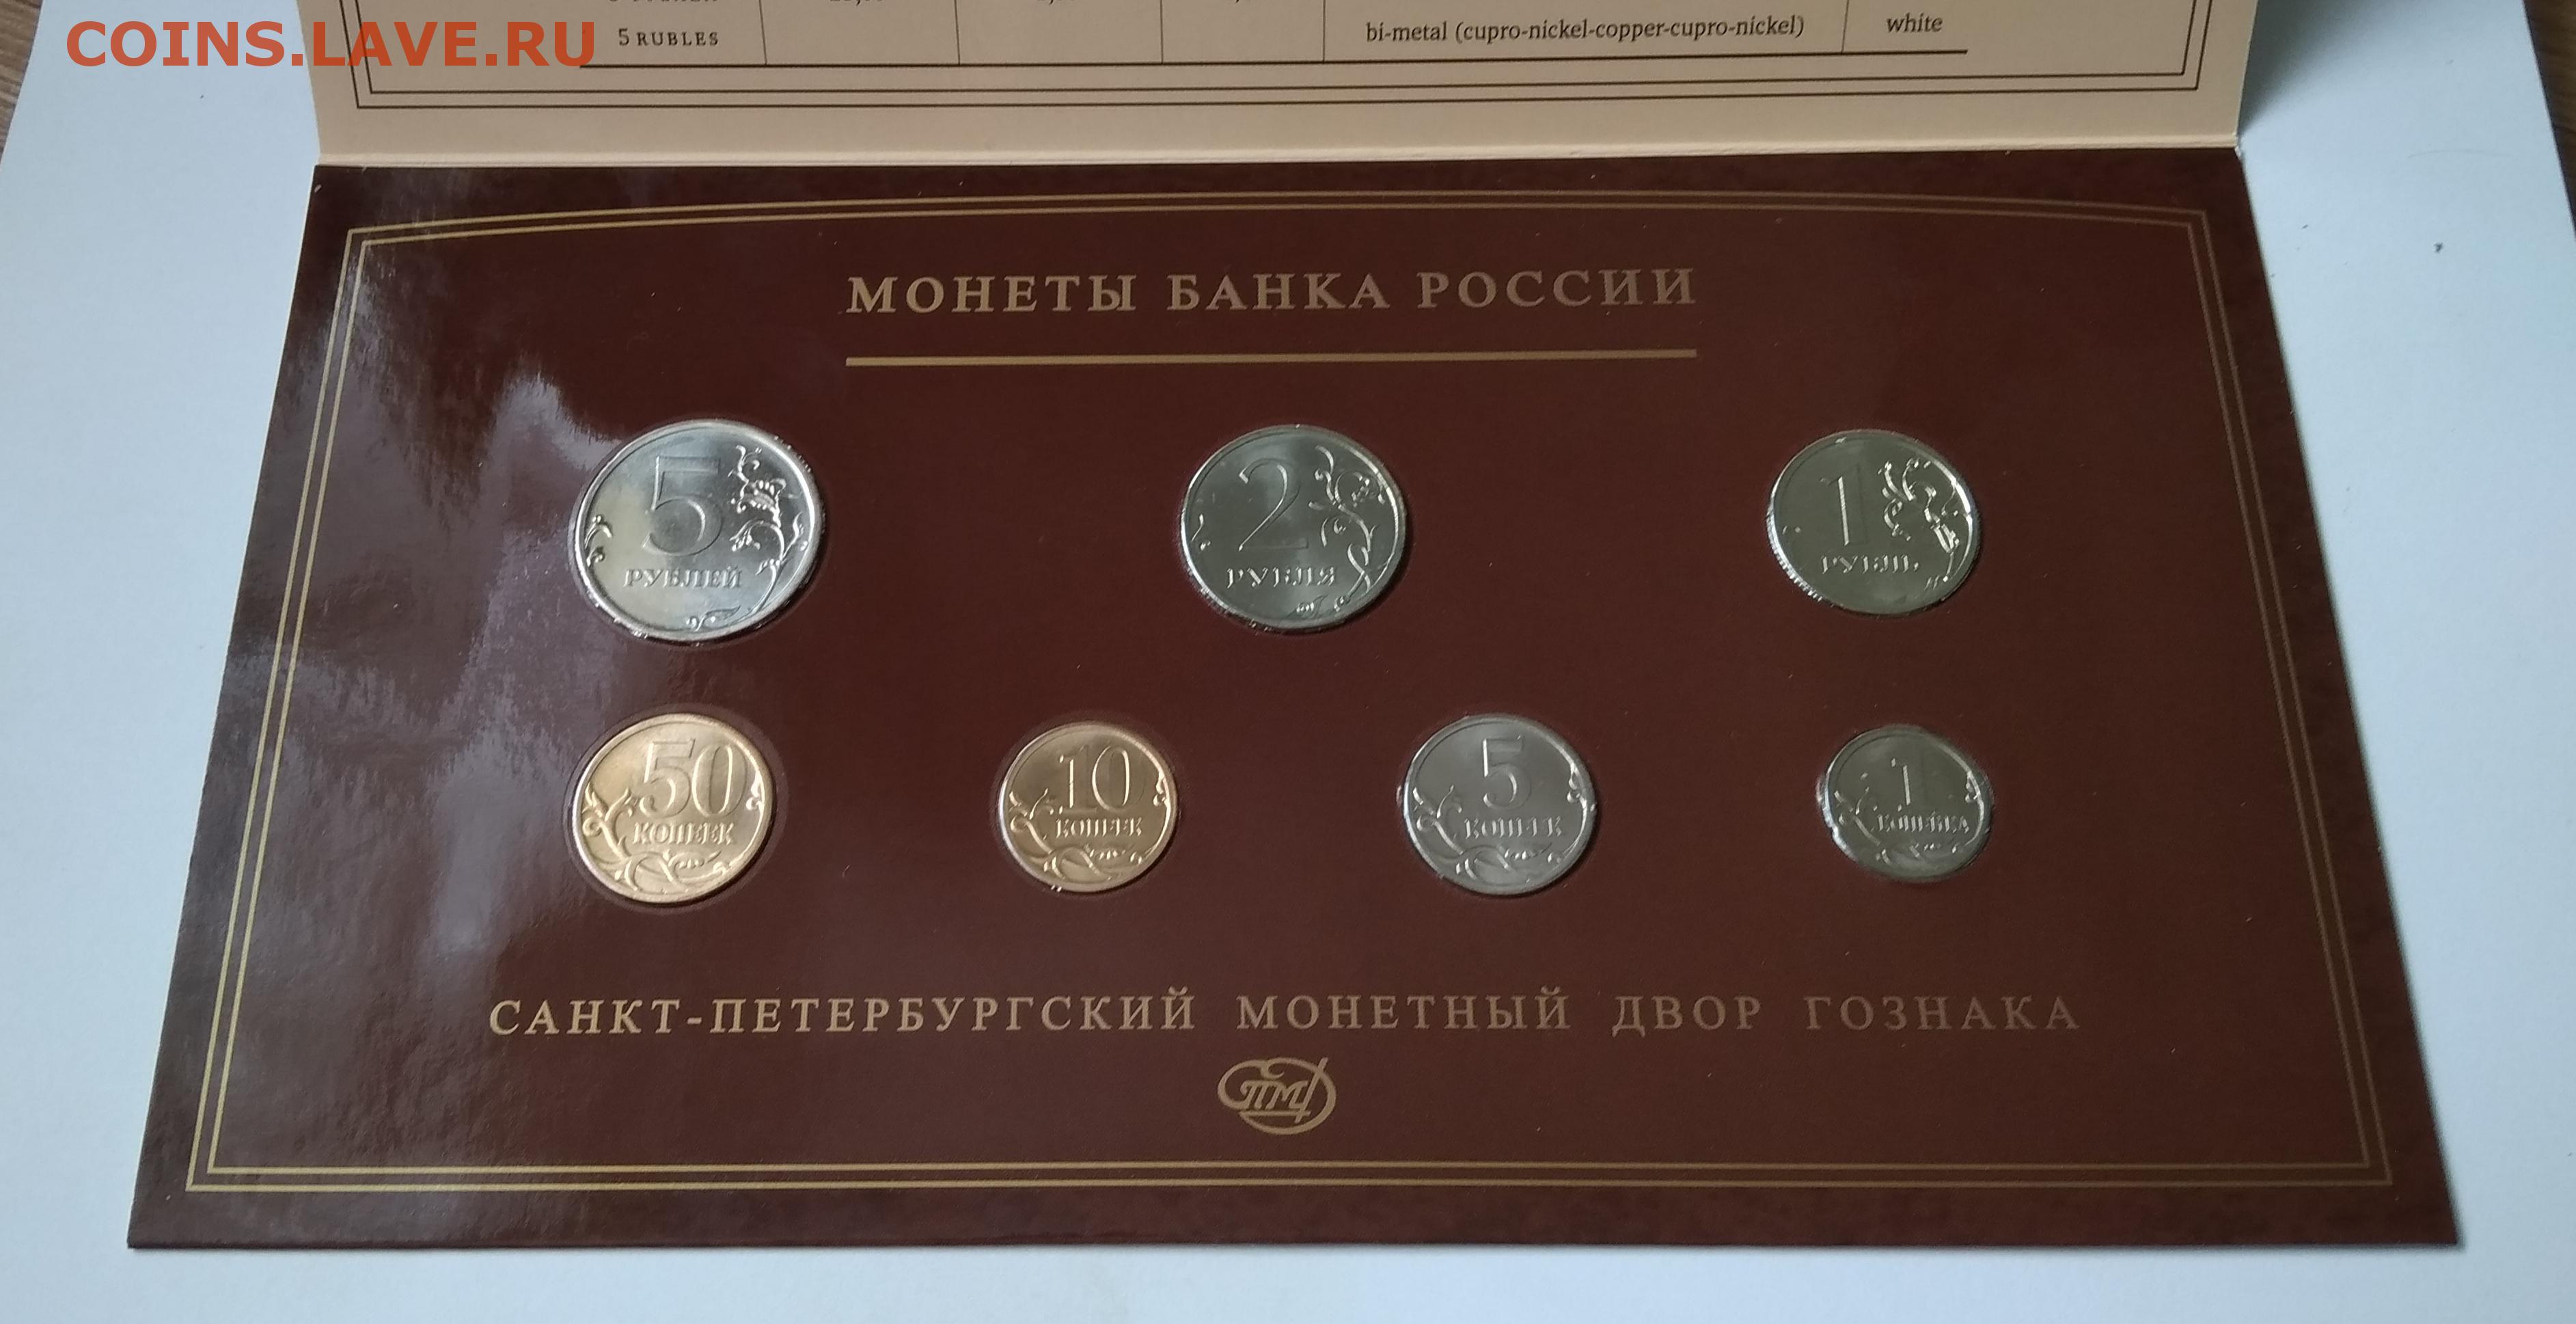 COINS.LAVE.RU
5 RUBLES bi-metal (cupro-nickel-copper-cupro-nickel) white
МОНЕТЫ БАНКА РОССИИ
5 РУБЛЕЙ
2 РУБЛЯ
1 РУБЛЬ
50 КОПЕЕК
10 КОПЕЕК
5 КОПЕЕК
1 КОПЕЙКА
САНКТ-ПЕТЕРБУРГСКИЙ МОНЕТНЫЙ ДВОР ГОЗНАКА
СПМД